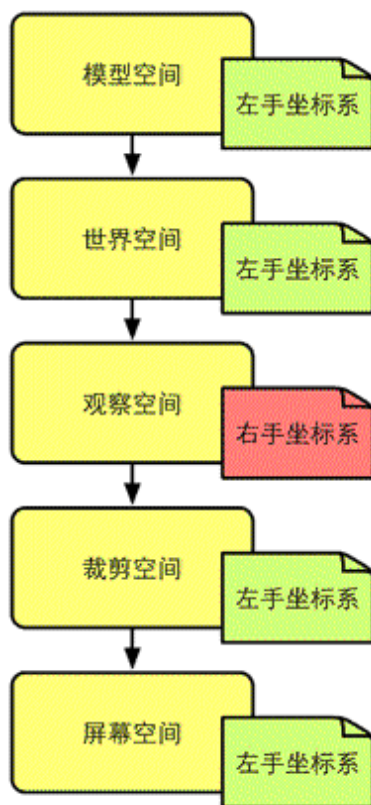 模型空间
左手坐标系
世界空间
左手坐标系
观察空间
右手坐标系
裁剪空间
左手坐标系
屏幕空间
左手坐标系